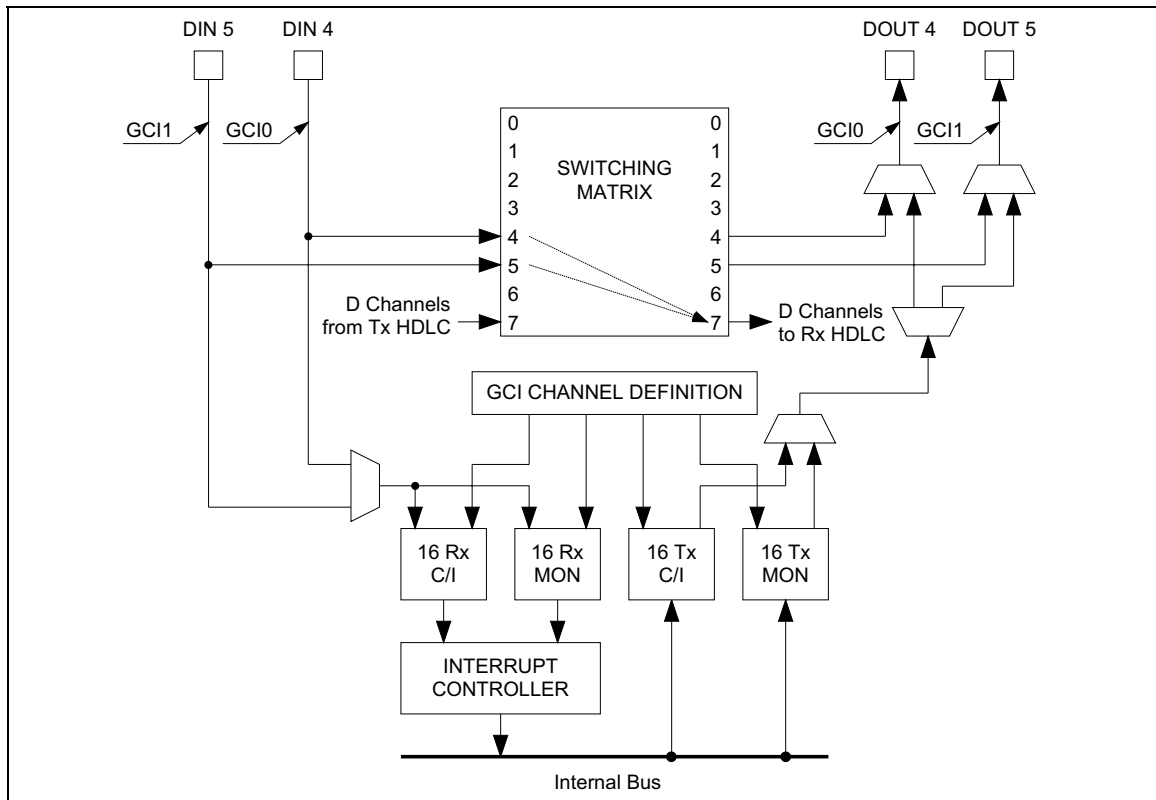 DIN 5
DIN 4
DOUT 4
DOUT 5
GCI1
GCI0
GCI0
GCI1
SWITCHING
MATRIX
0
1
2
3
4
5
6
7
0
1
2
3
4
5
6
7
D Channels
from Tx HDLC
D Channels
to Rx HDLC
GCI CHANNEL DEFINITION
16 Rx
C/I
16 Rx
MON
16 Tx
C/I
16 Tx
MON
INTERRUPT
CONTROLLER
Internal Bus